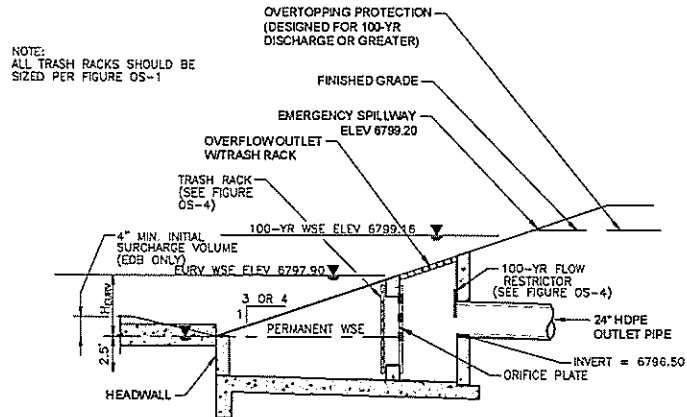 OVERTOPPING PROTECTION
(DESIGNED FOR 100-YR
DISCHARGE OR GREATER)
NOTE:
ALL TRASH RACKS SHOULD BE
SIZED PER FIGURE OS-1
FINISHED GRADE
EMERGENCY SPILLWAY
ELEV 6799.20
OVERFLOW OUTLET
W/TRASH RACK
TRASH RACK
(SEE FIGURE
OS-4)
100-YR WSE ELEV 6799.16
4" MIN. INITIAL
SURCHARGE VOLUME
(EDB ONLY)
EURV WSE ELEV 6797.90
HEURV
3 OR 4
1
100-YR FLOW
RESTRICTOR
(SEE FIGURE OS-4)
PERMANENT WSE
24" HDPE
OUTLET PIPE
2.5'
INVERT = 6796.50
ORIFICE PLATE
HEADWALL